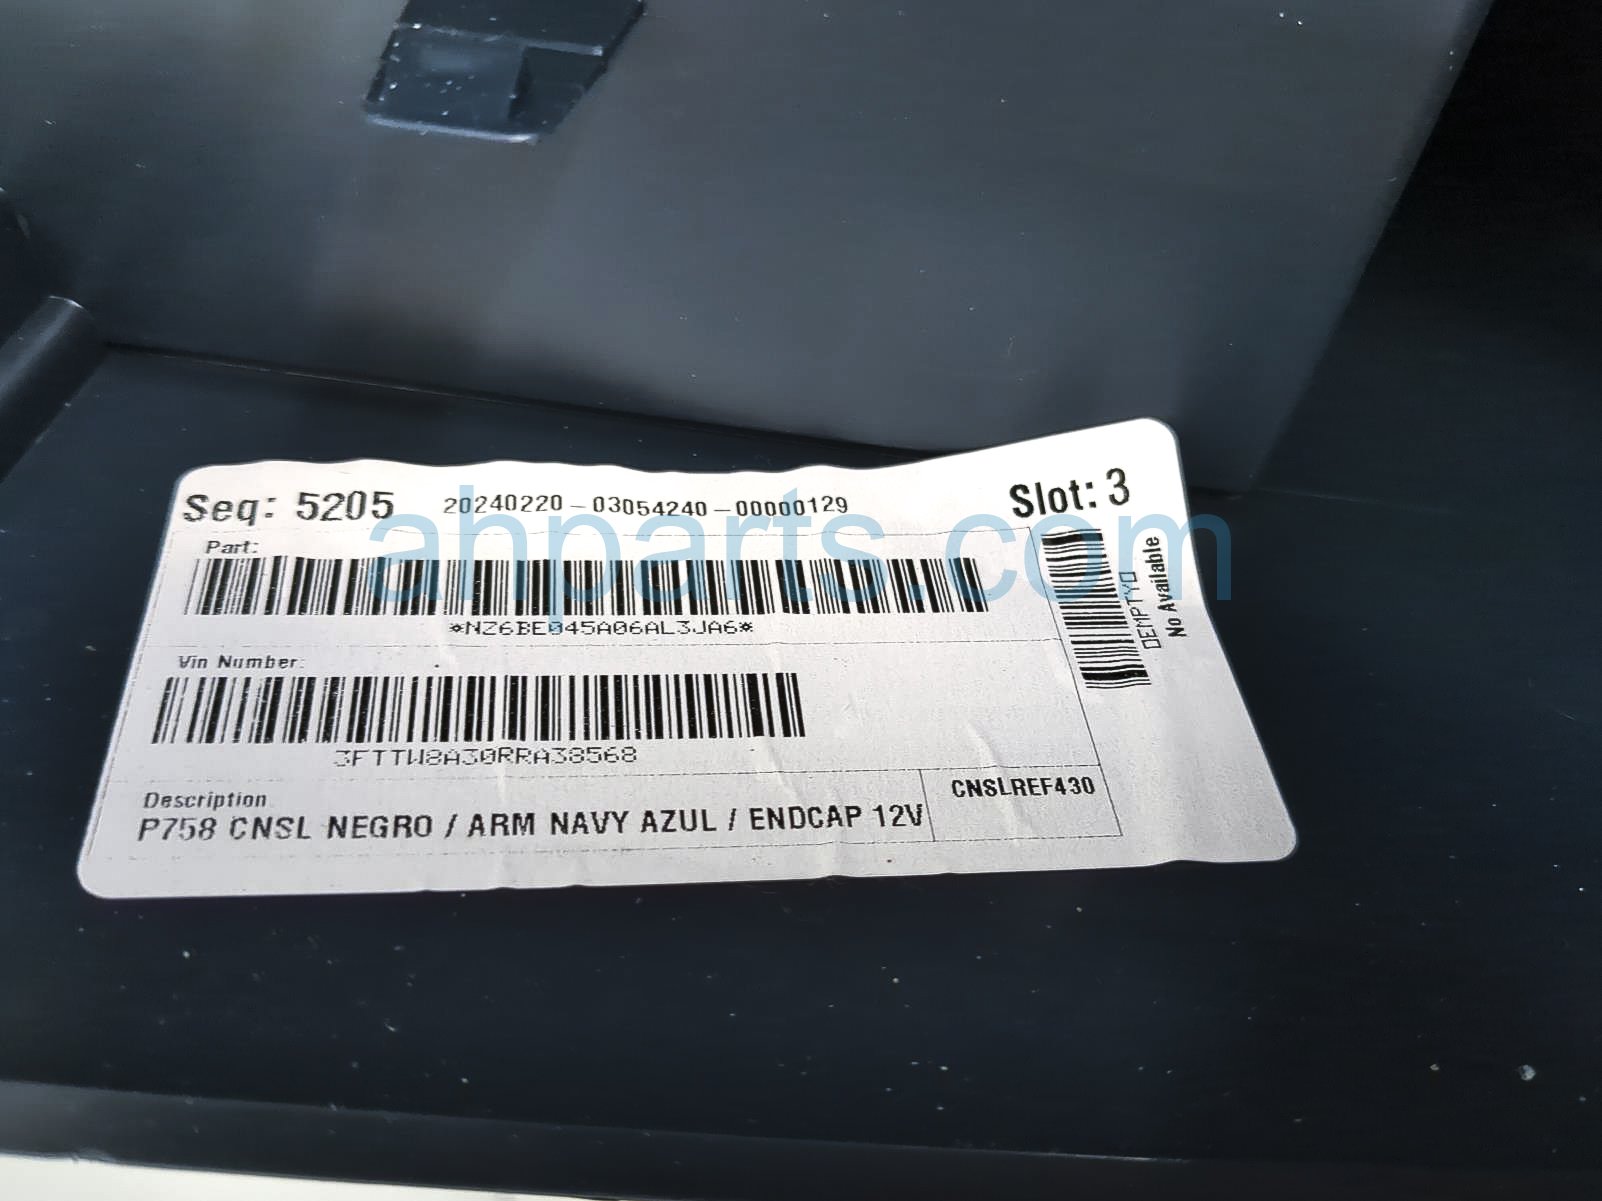 Seq: 5205 20240220-03054240-00000129 Slot: 3
Part:
*NZ6BE045A06AL3JA6*
DEMPTYD
No Available
Vin Number:
3FTTW8A30RRA38568
Description
P758 CNSL NEGRO / ARM NAVY AZUL / ENDCAP 12V
CNSLREF430
ahparts.com